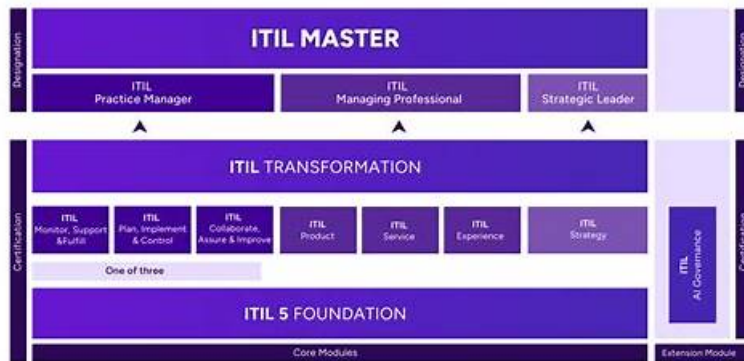 Designation
ITIL MASTER
Designation
ITIL
Practice Manager
ITIL
Managing Professional
ITIL
Strategic Leader
Certification
ITIL TRANSFORMATION
ITIL
Monitor, Support
&Fulfill
ITIL
Plan, Implement
& Control
ITIL
Collaborate,
Assure & Improve
ITIL
Product
ITIL
Service
ITIL
Experience
ITIL
Strategy
One of three
ITIL
AI Governance
Certification
ITIL 5 FOUNDATION
Core Modules
Extension Module